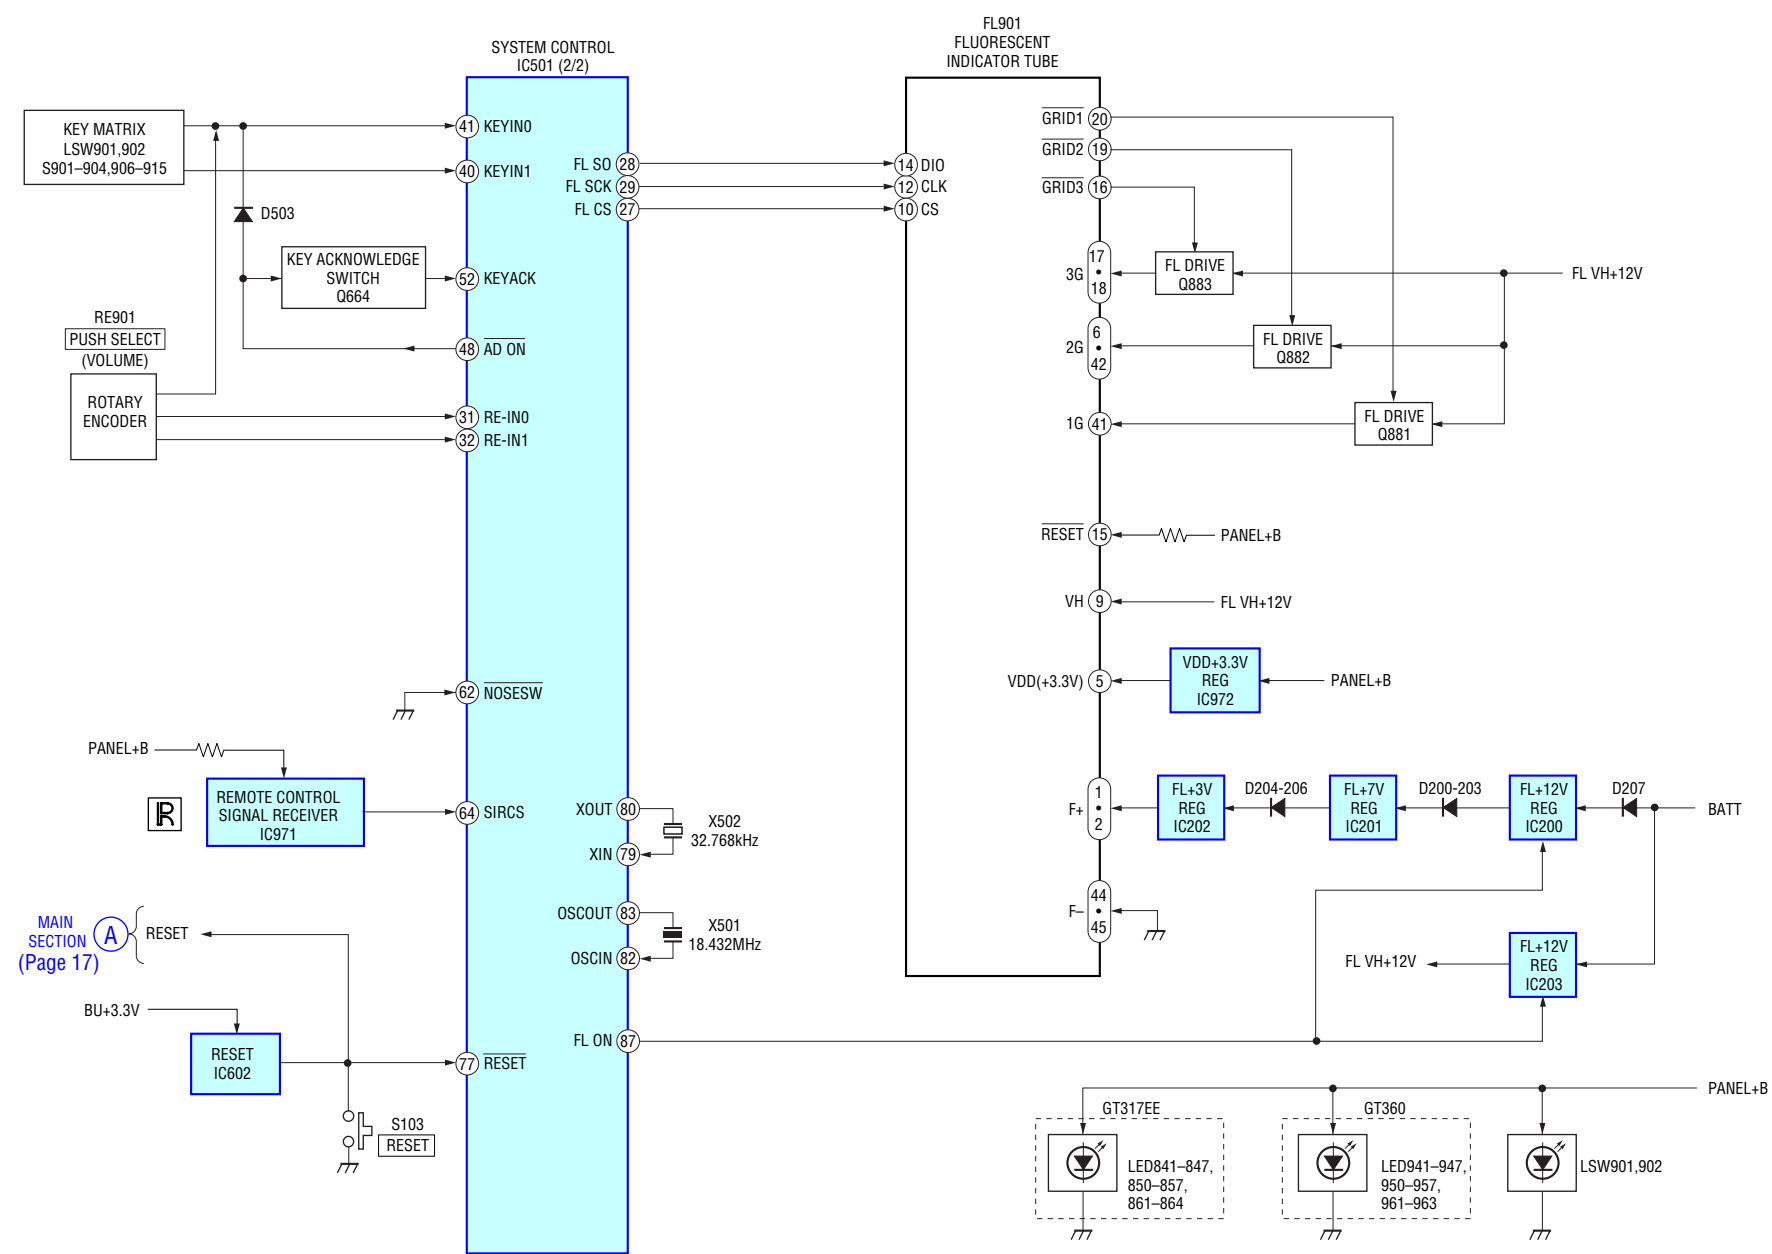 FL901
FLUORESCENT
INDICATOR TUBE
SYSTEM CONTROL
IC501 (2/2)
KEY MATRIX
LSW901,902
S901–904,906–915
41 KEYIN0
40 KEYIN1
D503
KEY ACKNOWLEDGE
SWITCH
Q664
52 KEYACK
48 AD ON
RE901
PUSH SELECT
(VOLUME)
ROTARY
ENCODER
31 RE-IN0
32 RE-IN1
FL SO 28
FL SCK 29
FL CS 27
14 DIO
12 CLK
10 CS
GRID1 20
GRID2 19
GRID3 16
3G
17
18
FL DRIVE
Q883
FL VH+12V
2G
6
42
FL DRIVE
Q882
1G 41
FL DRIVE
Q881
RESET 15
PANEL+B
VH 9
FL VH+12V
VDD(+3.3V) 5
VDD+3.3V
REG
IC972
PANEL+B
62 NOSESW
PANEL+B
R
REMOTE CONTROL
SIGNAL RECEIVER
IC971
64 SIRCS
XOUT 80
XIN 79
X502
32.768kHz
OSCOUT 83
OSCIN 82
X501
18.432MHz
F+
1
2
FL+3V
REG
IC202
D204-206
FL+7V
REG
IC201
D200-203
FL+12V
REG
IC200
D207
BATT
F–
44
45
FL VH+12V
FL+12V
REG
IC203
MAIN
SECTION
(Page 17)
A
RESET
BU+3.3V
RESET
IC602
77 RESET
S103
RESET
FL ON 87
PANEL+B
GT317EE
LED841–847,
850–857,
861–864
GT360
LED941–947,
950–957,
961–963
LSW901,902